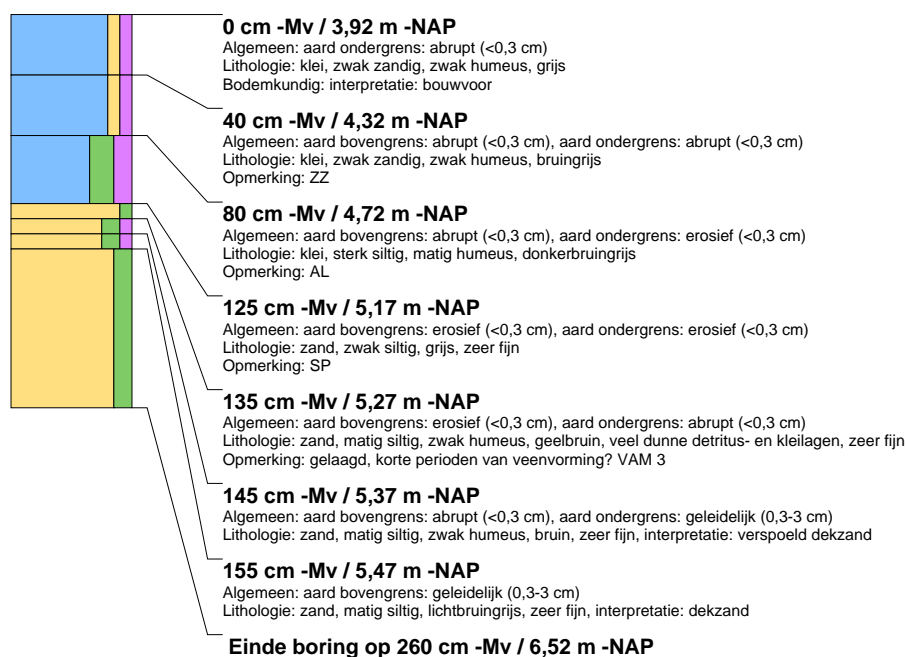 0 cm -Mv / 3,92 m -NAP
Algemeen: aard ondergrens: abrupt (<0,3 cm)
Lithologie: klei, zwak zandig, zwak humeus, grijs
Bodemkundig: interpretatie: bouwvoor
40 cm -Mv / 4,32 m -NAP
Algemeen: aard bovengrens: abrupt (<0,3 cm), aard ondergrens: abrupt (<0,3 cm)
Lithologie: klei, zwak zandig, zwak humeus, bruingrijs
Opmerking: ZZ
80 cm -Mv / 4,72 m -NAP
Algemeen: aard bovengrens: abrupt (<0,3 cm), aard ondergrens: erosief (<0,3 cm)
Lithologie: klei, sterk siltig, matig humeus, donkerbruingrijs
Opmerking: AL
125 cm -Mv / 5,17 m -NAP
Algemeen: aard bovengrens: erosief (<0,3 cm), aard ondergrens: erosief (<0,3 cm)
Lithologie: zand, zwak siltig, grijs, zeer fijn
Opmerking: SP
135 cm -Mv / 5,27 m -NAP
Algemeen: aard bovengrens: erosief (<0,3 cm), aard ondergrens: abrupt (<0,3 cm)
Lithologie: zand, matig siltig, zwak humeus, geelbruin, veel dunne detritus- en kleilagen, zeer fijn
Opmerking: gelaagd, korte perioden van veenvorming? VAM 3
145 cm -Mv / 5,37 m -NAP
Algemeen: aard bovengrens: abrupt (<0,3 cm), aard ondergrens: geleidelijk (0,3-3 cm)
Lithologie: zand, matig siltig, zwak humeus, bruin, zeer fijn, interpretatie: verspoeld dekzand
155 cm -Mv / 5,47 m -NAP
Algemeen: aard bovengrens: geleidelijk (0,3-3 cm)
Lithologie: zand, matig siltig, lichtbruingrijs, zeer fijn, interpretatie: dekzand
Einde boring op 260 cm -Mv / 6,52 m -NAP